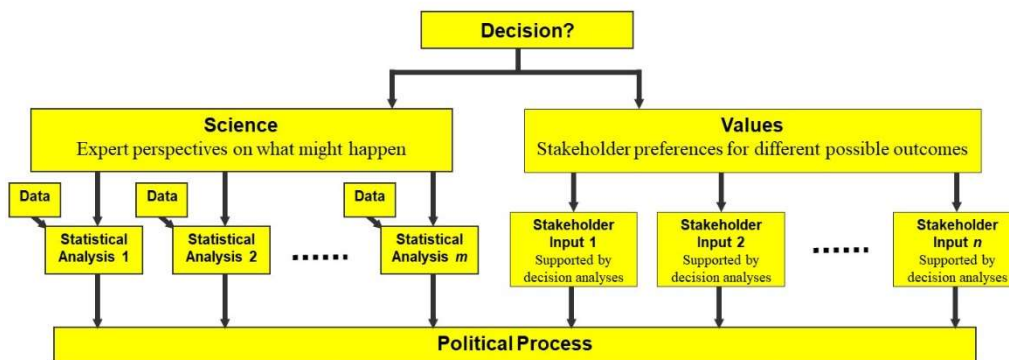 Decision?
Science
Expert perspectives on what might happen
Values
Stakeholder preferences for different possible outcomes
Data
Statistical
Analysis 1
Data
Statistical
Analysis 2
Data
Statistical
Analysis m
Stakeholder
Input 1
Supported by
decision analyses
Stakeholder
Input 2
Supported by
decision analyses
Stakeholder
Input n
Supported by
decision analyses
Political Process